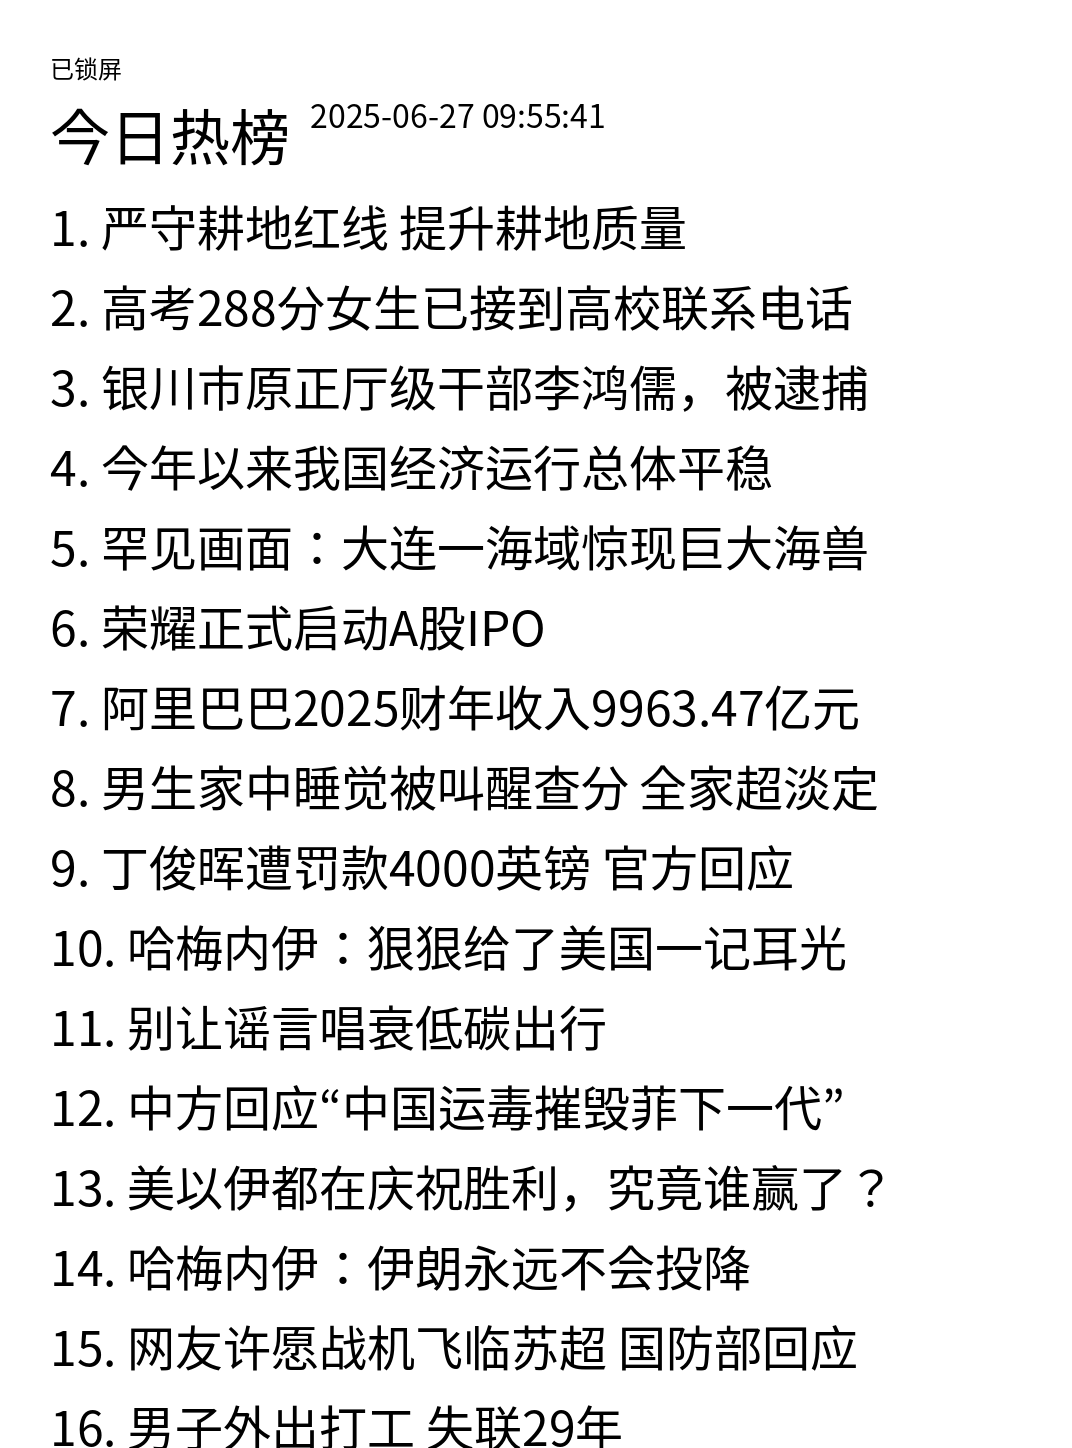 已锁屏
今日热榜 2025-06-27 09:55:41
1. 严守耕地红线 提升耕地质量
2. 高考288分女生已接到高校联系电话
3. 银川市原正厅级干部李鸿儒，被逮捕
4. 今年以来我国经济运行总体平稳
5. 罕见画面：大连一海域惊现巨大海兽
6. 荣耀正式启动A股IPO
7. 阿里巴巴2025财年收入9963.47亿元
8. 男生家中睡觉被叫醒查分 全家超淡定
9. 丁俊晖遭罚款4000英镑 官方回应
10. 哈梅内伊：狠狠给了美国一记耳光
11. 别让谣言唱衰低碳出行
12. 中方回应“中国运毒摧毁菲下一代”
13. 美以伊都在庆祝胜利，究竟谁赢了？
14. 哈梅内伊：伊朗永远不会投降
15. 网友许愿战机飞临苏超 国防部回应
16. 男子外出打工 失联29年